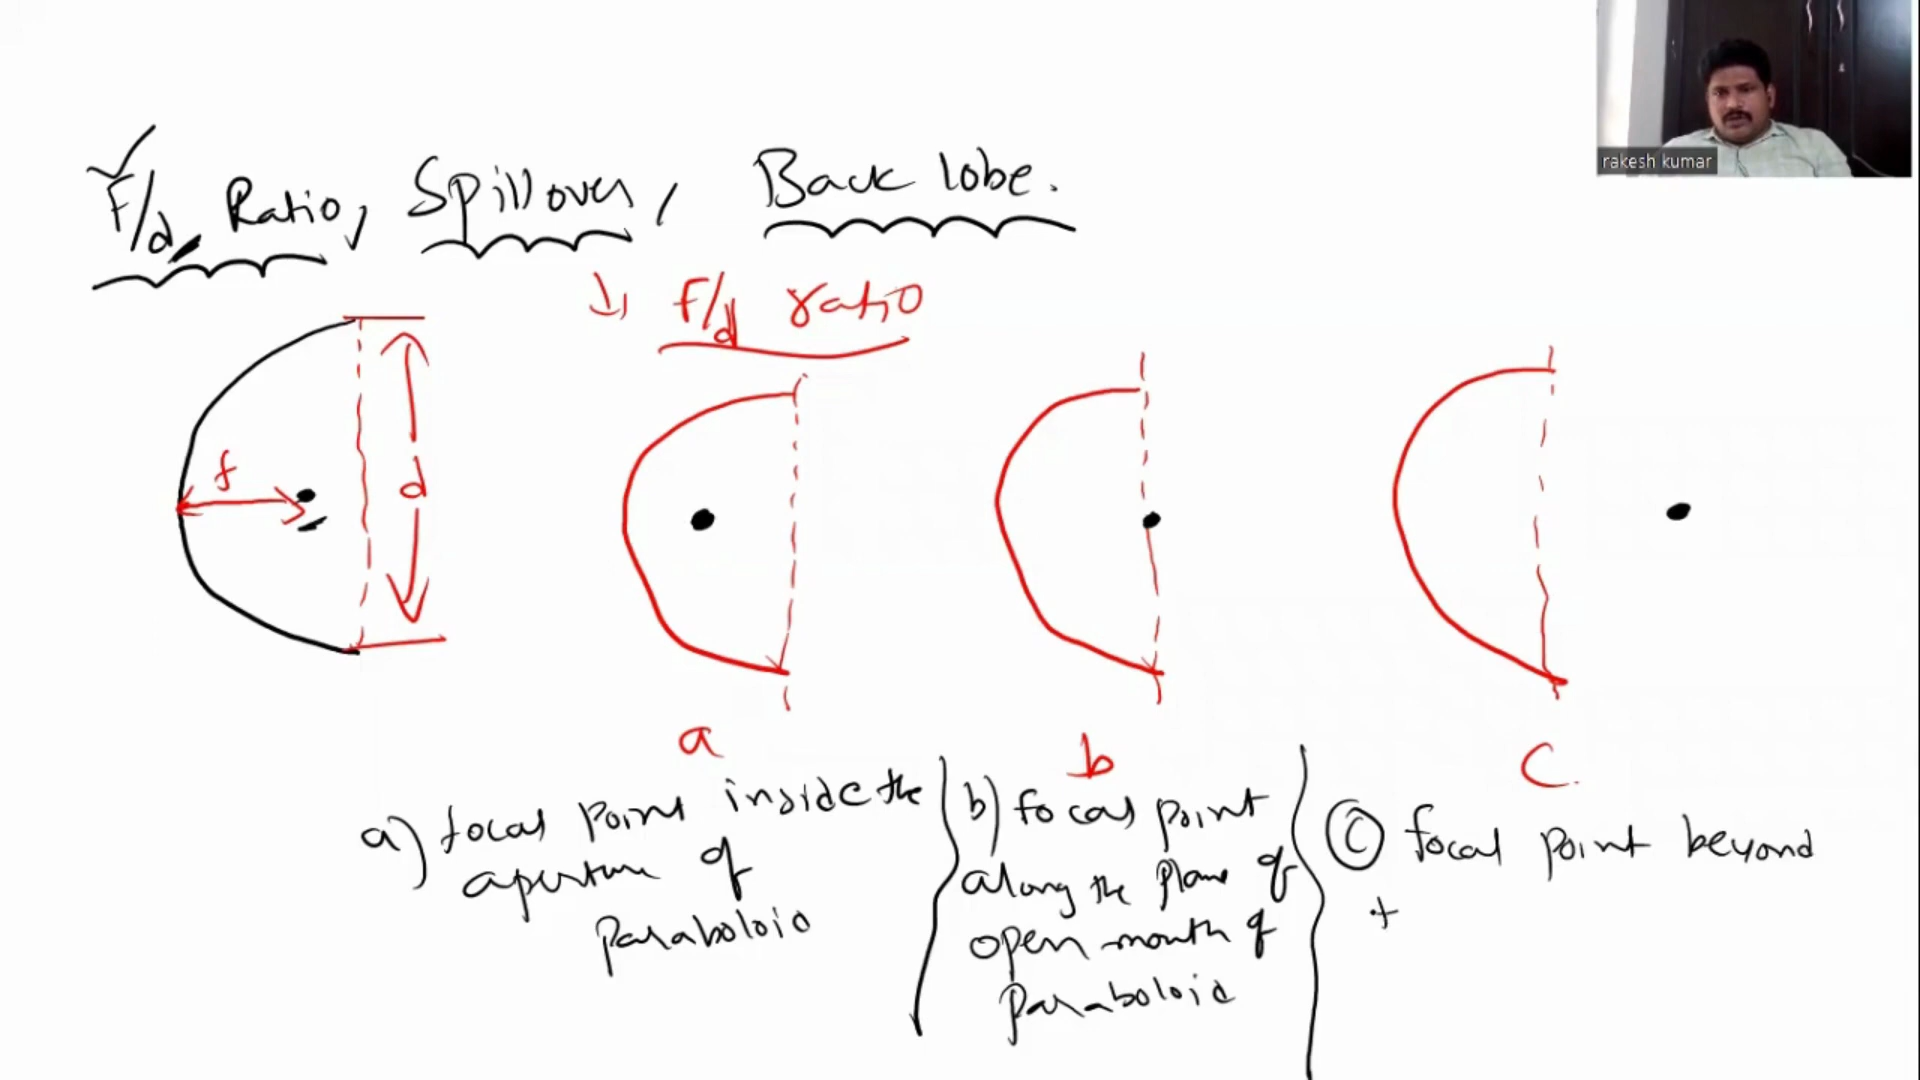 rakesh kumar
F/d Ratio, Spillover, Back lobe.
F/d ratio
f
d
a
b
C.
a) focal point inside the
aperture of
Paraboloid
b) focal point
along the plane of
open mouth of
Paraboloid
C focal point beyond
t